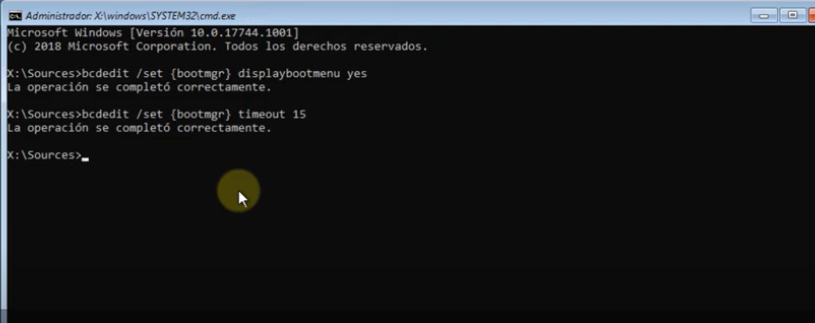 Administrador: X:\windows\SYSTEM32\cmd.exe
Microsoft Windows [Versión 10.0.17744.1001]
(c) 2018 Microsoft Corporation. Todos los derechos reservados.
X:\Sources>bcdedit /set {bootmgr} displaybootmenu yes
La operación se completó correctamente.
X:\Sources>bcdedit /set {bootmgr} timeout 15
La operación se completó correctamente.
X:\Sources>